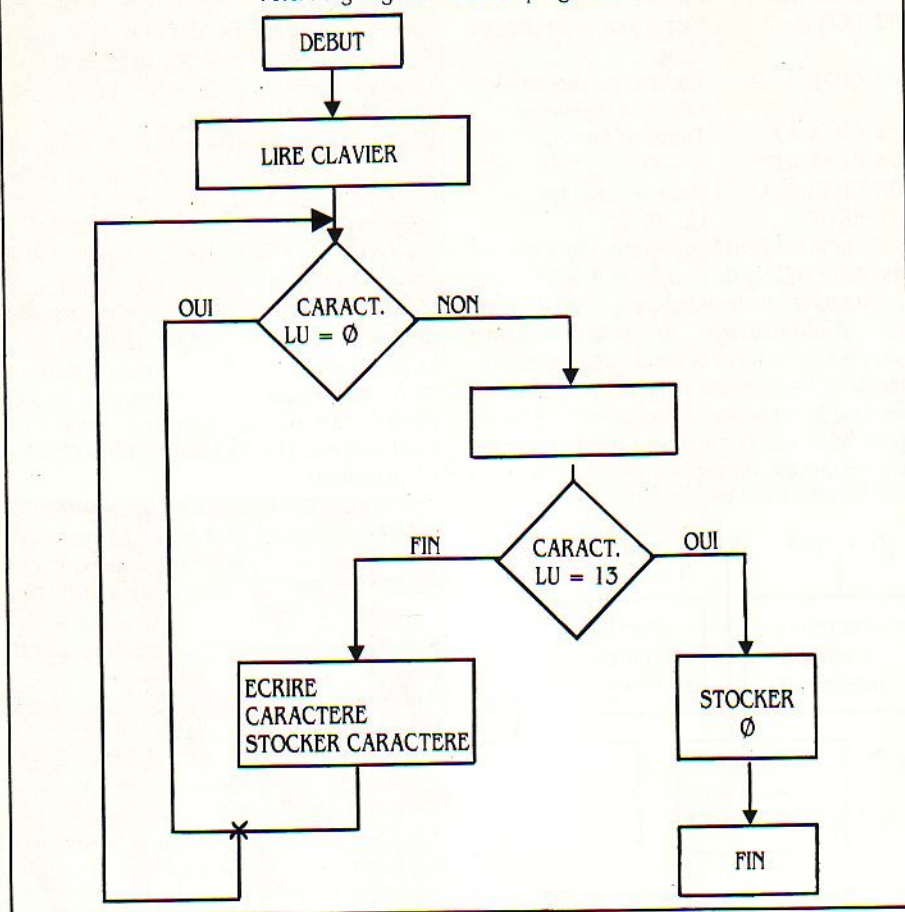 DEBUT
LIRE CLAVIER
OUI
CARACT.
LU = Ø
NON
FIN
CARACT.
LU = 13
OUI
ECRIRE
CARACTERE
STOCKER CARACTERE
STOCKER
Ø
FIN